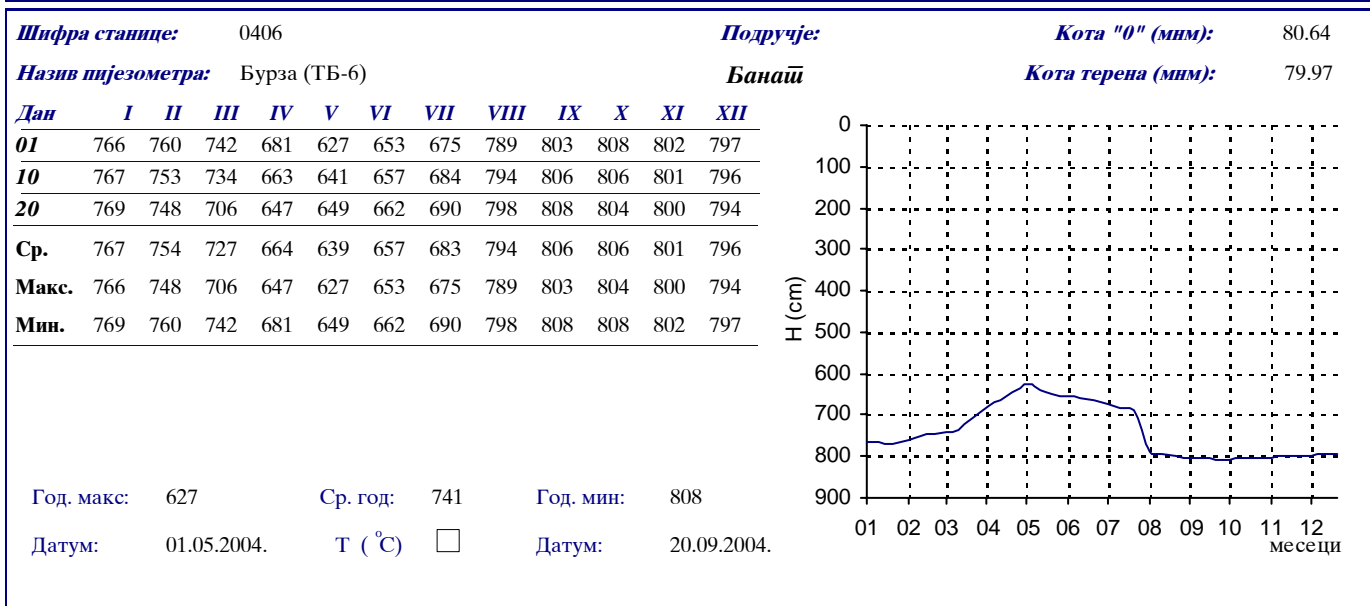 Шифра станице: 0406 Подручје: Кота "0" (мнм): 80.64
Назив пијезометра: Бурза (ТБ-6) Банат Кота терена (мнм): 79.97
Дан I II III IV V VI VII VIII IX X XI XII
01 766 760 742 681 627 653 675 789 803 808 802 797
10 767 753 734 663 641 657 684 794 806 806 801 796
20 769 748 706 647 649 662 690 798 808 804 800 794
Ср. 767 754 727 664 639 657 683 794 806 806 801 796
Макс. 766 748 706 647 627 653 675 789 803 804 800 794
Мин. 769 760 742 681 649 662 690 798 808 808 802 797
0
100
200
300
400
500
600
700
800
900
H (cm)
01 02 03 04 05 06 07 08 09 10 11 12
месеци
Год. макс: 627 Ср. год: 741 Год. мин: 808
Датум: 01.05.2004. Т ( °C) Датум: 20.09.2004.